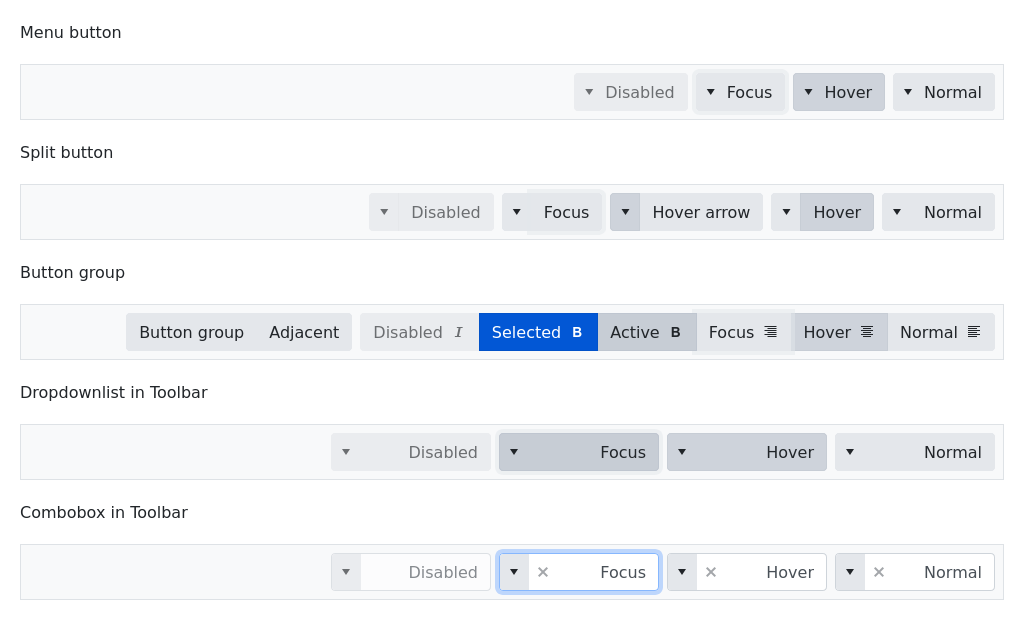 Menu button
Disabled Focus Hover Normal
Split button
Disabled Focus Hover arrow Hover Normal
Button group
Button group Adjacent Disabled I Selected B Active B Focus Hover Normal
Dropdownlist in Toolbar
Disabled Focus Hover Normal
Combobox in Toolbar
Disabled Focus Hover Normal